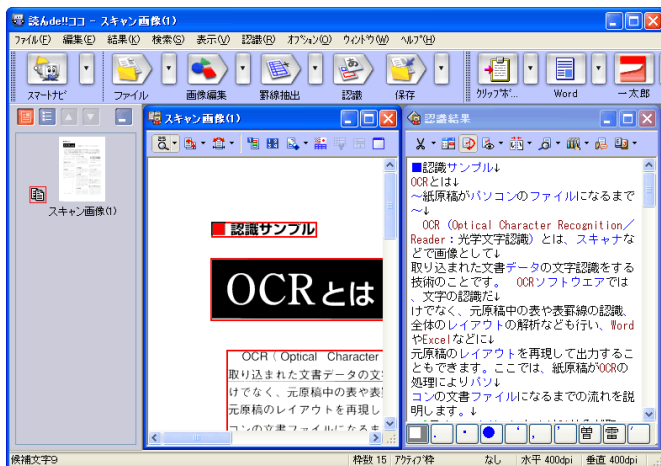 読んde!!ココ - スキャン画像(1)
ファイル(F) 編集(E) 結果(K) 検索(S) 表示(V) 認識(R) オプション(O) ウィンドウ(W) ヘルプ(H)
スマートナビ ファイル 画像編集 罫線抽出 認識 保存 クリップボ... Word 一太郎
スキャン画像(1)
スキャン画像(1)
■ 認識サンプル
OCRとは
OCR ( Optical Character
取り込まれた文書データの文
けでなく、元原稿中の表や表
元原稿のレイアウトを再現し
コンの文書ファイルになるま
認識結果
■認識サンプル↓
OCRとは↓
～紙原稿がパソコンのファイルになるまで
～↓
OCR (Optical Character Recognition／
Reader：光学文字認識) とは、スキャナな
どで画像として↓
取り込まれた文書データの文字認識をする
技術のことです。 OCRソフトウエアでは
、文字の認識だ↓
けでなく、元原稿中の表や表罫線の認識、
全体のレイアウトの解析なども行い、Word
やExcelなどに↓
元原稿のレイアウトを再現して出力するこ
ともできます。ここでは、紙原稿がOCRの
処理によりパソ↓
コンの文書ファイルになるまでの流れを説
明します。↓
曽 雷
候補文字9 枠数 15 アクティブ枠 なし 水平 400dpi 垂直 400dpi